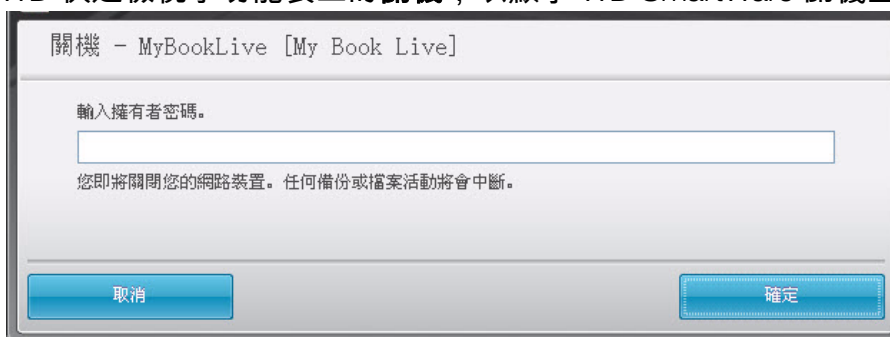 關機 - MyBookLive [My Book Live]
輸入擁有者密碼。
您即將關閉您的網路裝置。任何備份或檔案活動將會中斷。
取消
確定